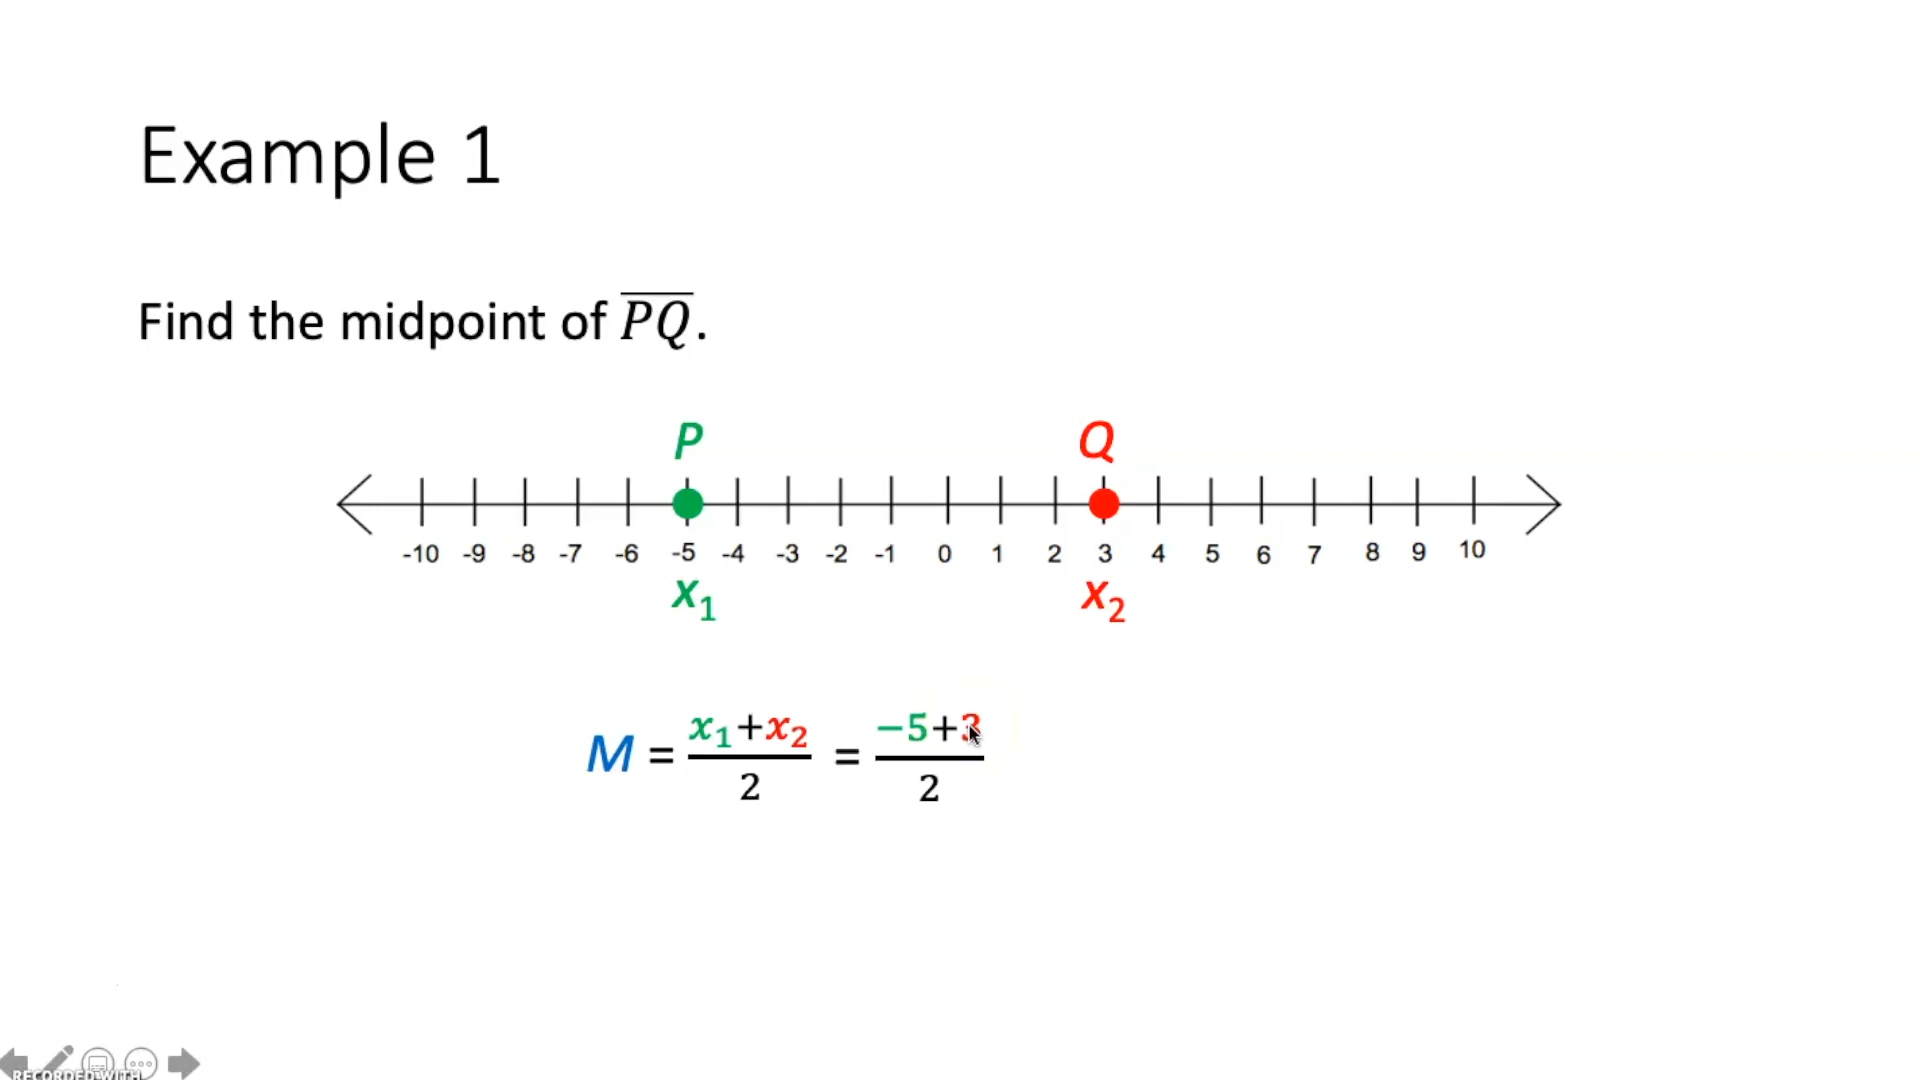 Example 1
Find the midpoint of PQ.
P Q
-10 -9 -8 -7 -6 -5 -4 -3 -2 -1 0 1 2 3 4 5 6 7 8 9 10
x₁ x₂
M = x₁+x₂/2 = −5+3/2
RECORDED WITH